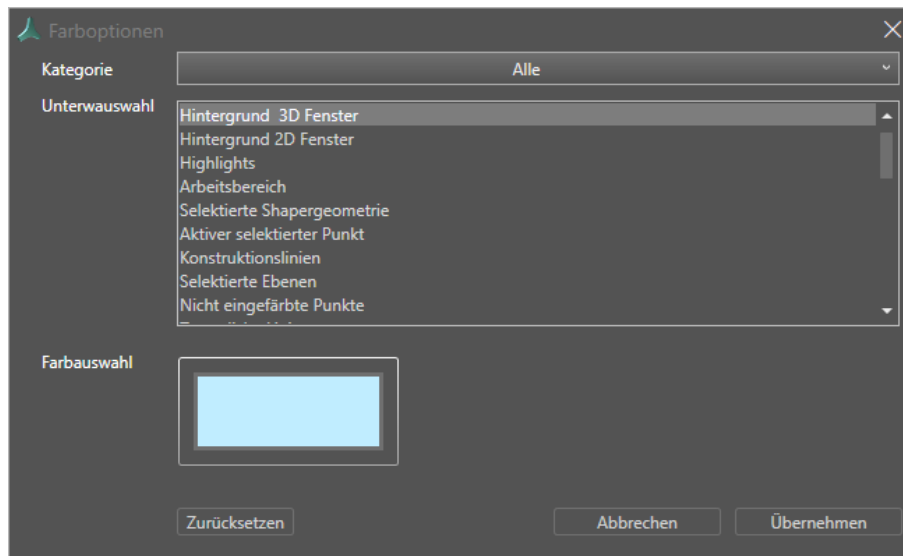 Farboptionen
Kategorie
Alle
Unterwauswahl
Hintergrund  3D Fenster
Hintergrund 2D Fenster
Highlights
Arbeitsbereich
Selektierte Shapergeometrie
Aktiver selektierter Punkt
Konstruktionslinien
Selektierte Ebenen
Nicht eingefärbte Punkte
Farbauswahl
Zurücksetzen
Abbrechen
Übernehmen